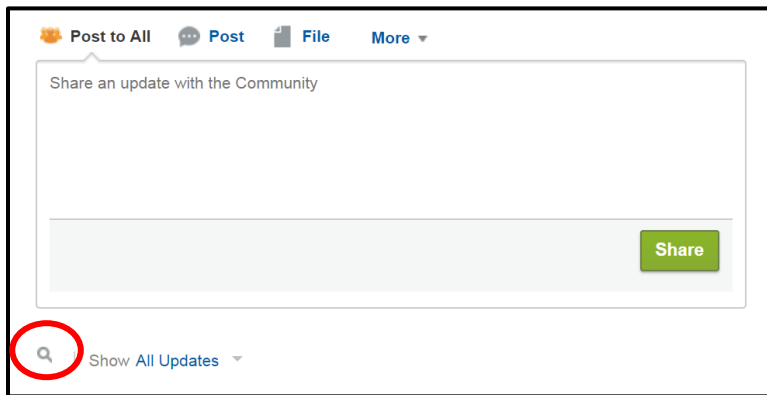 Post to All Post File More
Share an update with the Community
Share
Show All Updates